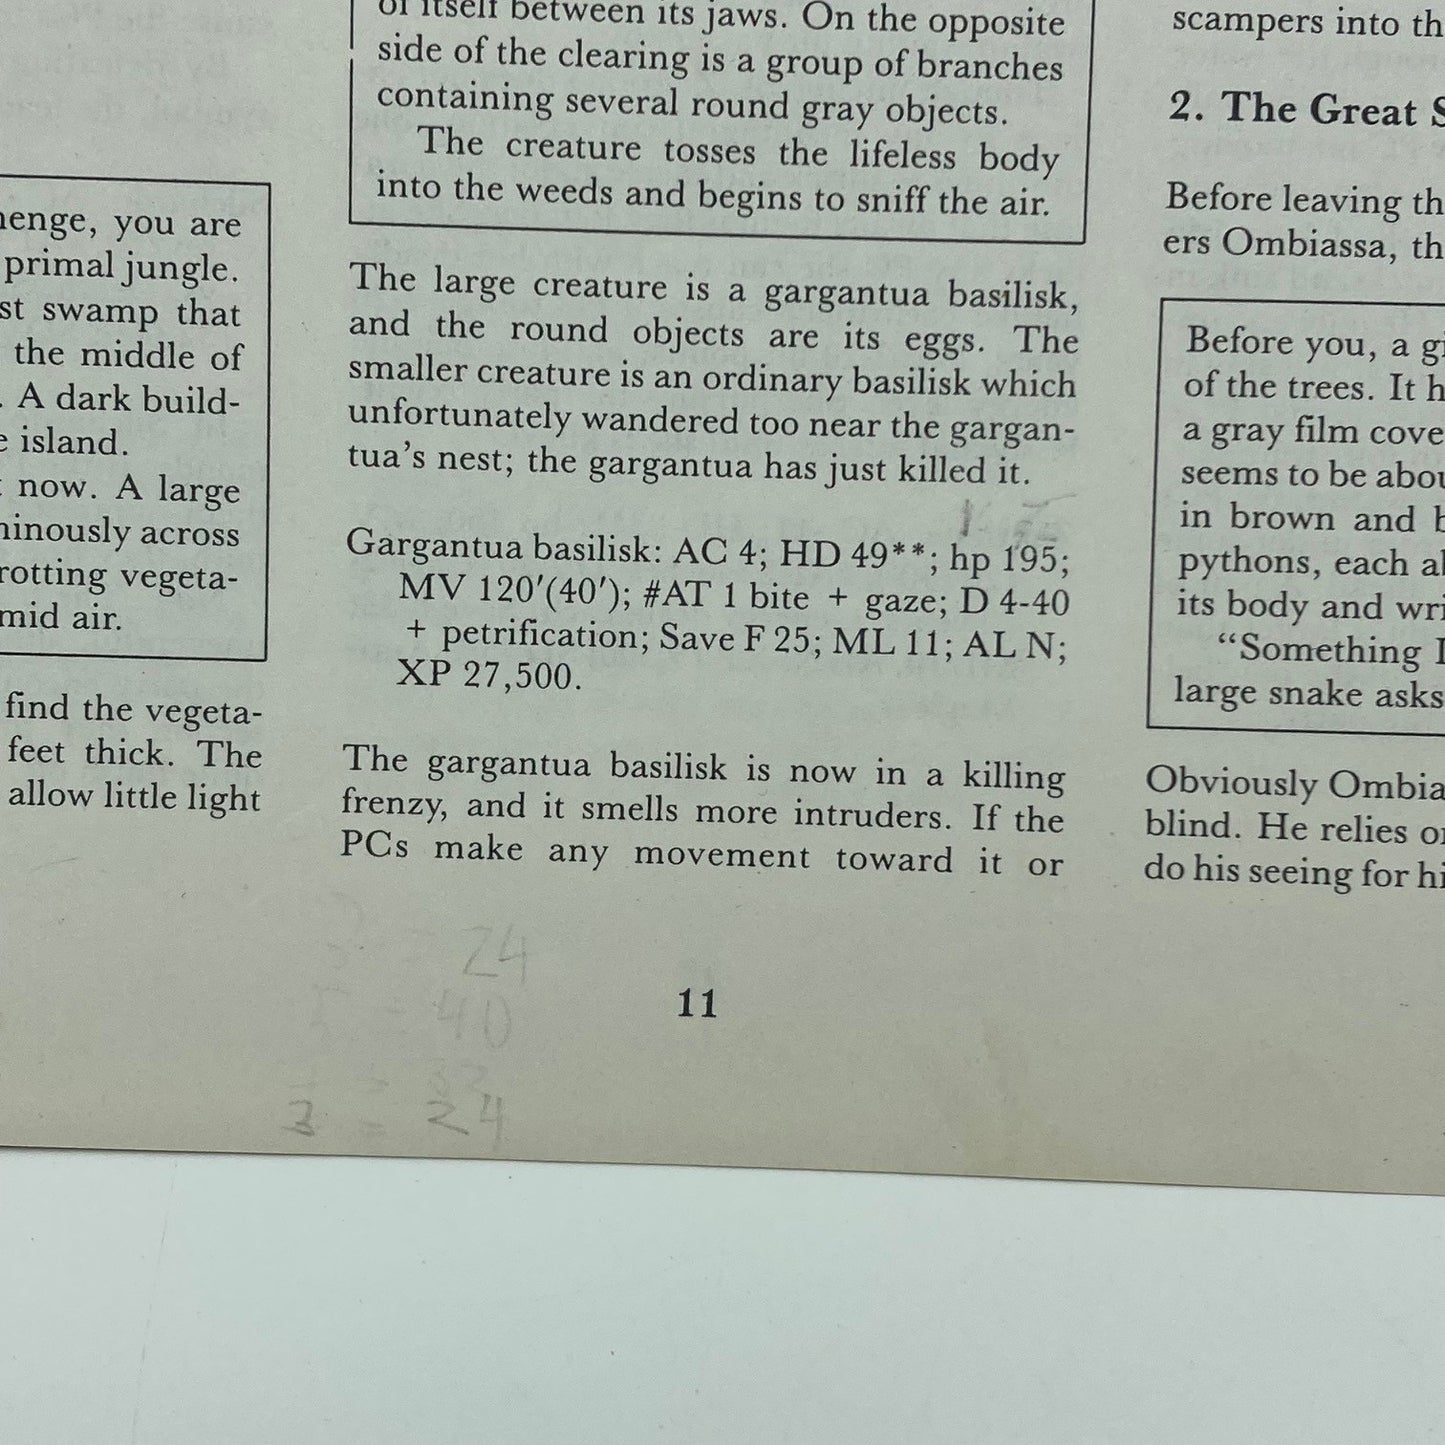 henge, you are
primal jungle.
st swamp that
the middle of
. A dark build-
e island.
now. A large
minously across
rotting vegeta-
mid air.
find the vegeta-
feet thick. The
allow little light
of itself between its jaws. On the opposite
side of the clearing is a group of branches
containing several round gray objects.
The creature tosses the lifeless body
into the weeds and begins to sniff the air.
The large creature is a gargantua basilisk,
and the round objects are its eggs. The
smaller creature is an ordinary basilisk which
unfortunately wandered too near the gargan-
tua's nest; the gargantua has just killed it.
Gargantua basilisk: AC 4; HD 49**; hp 195;
MV 120'(40'); #AT 1 bite + gaze; D 4-40
+ petrification; Save F 25; ML 11; AL N;
XP 27,500.
The gargantua basilisk is now in a killing
frenzy, and it smells more intruders. If the
PCs make any movement toward it or
scampers into th
2. The Great S
Before leaving th
ers Ombiassa, th
Before you, a gi
of the trees. It h
a gray film cove
seems to be abou
in brown and b
pythons, each al
its body and wri
"Something I
large snake asks
Obviously Ombia
blind. He relies on
do his seeing for hi
= 24
= 40
3 = 24
11